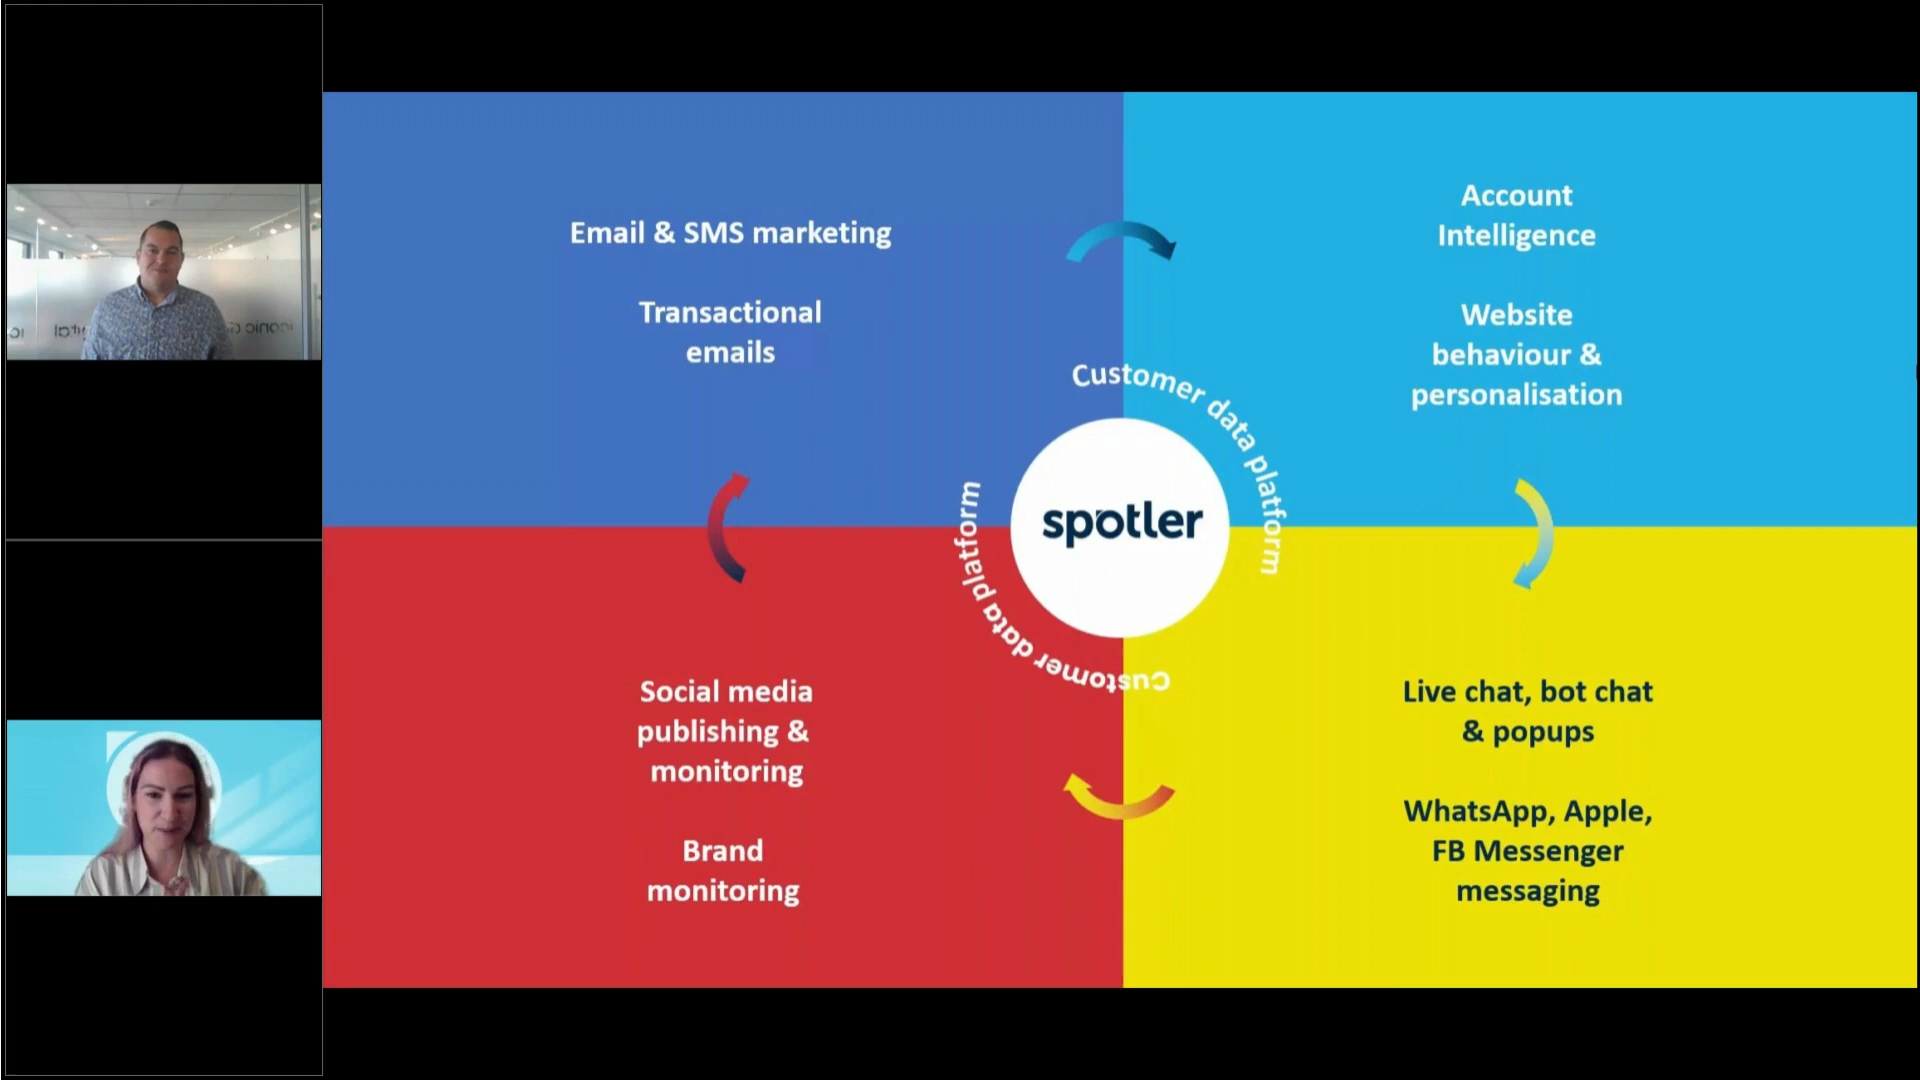 Email & SMS marketing
Transactional
emails
Account
Intelligence
Website
behaviour &
personalisation
Customer data platform
spotler
Customer data platform
Social media
publishing &
monitoring
Brand
monitoring
Live chat, bot chat
& popups
WhatsApp, Apple,
FB Messenger
messaging